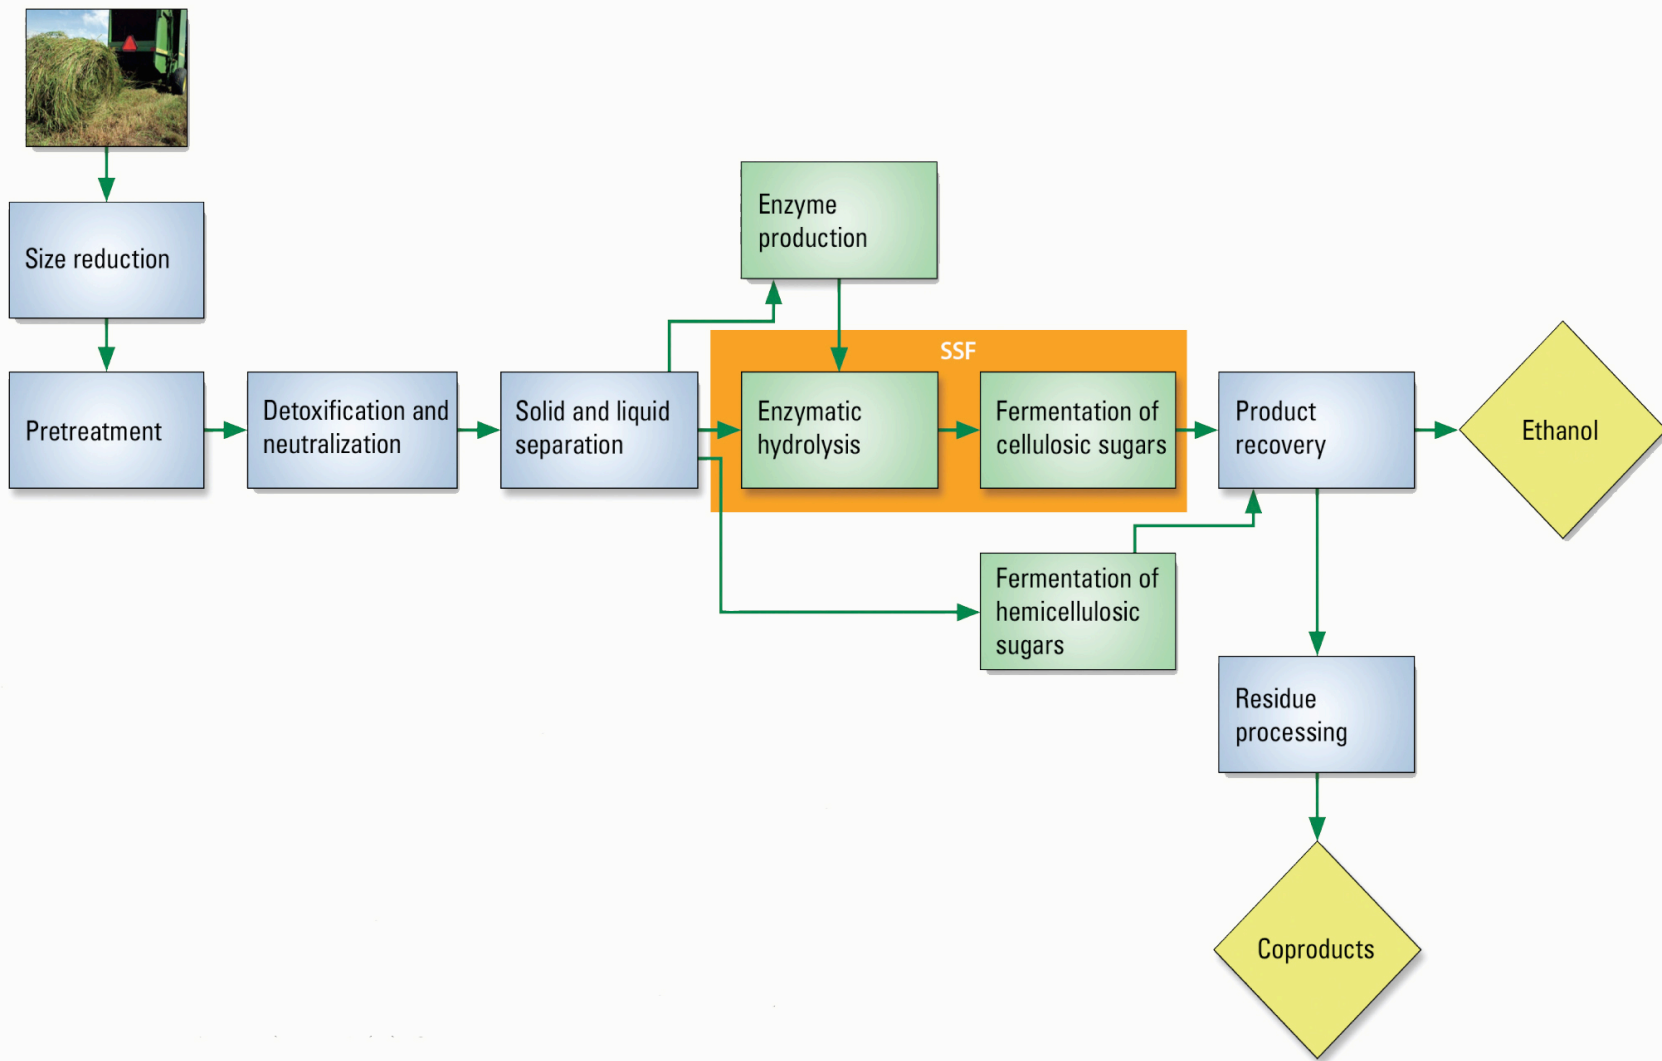 Enzyme
production
Size reduction
SSF
Pretreatment
Detoxification and
neutralization
Solid and liquid
separation
Enzymatic
hydrolysis
Fermentation of
cellulosic sugars
Product
recovery
Ethanol
Fermentation of
hemicellulosic
sugars
Residue
processing
Coproducts